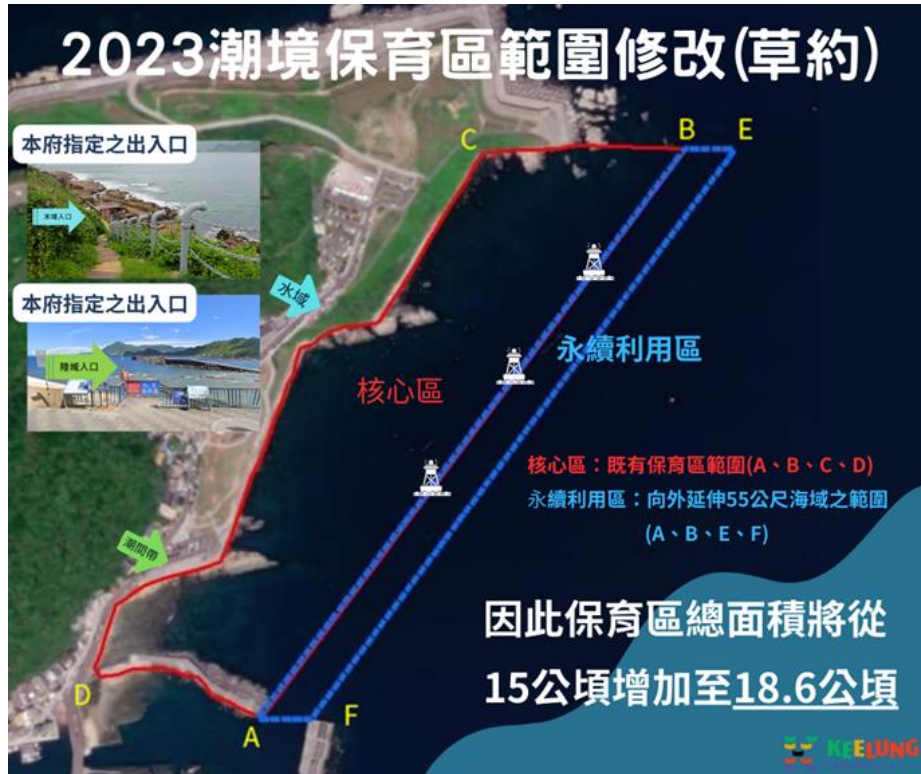 2023潮境保育區範圍修改(草約)
本府指定之出入口
水域入口
本府指定之出入口
陸域入口
C
B
E
水域
永續利用區
核心區
核心區：既有保育區範圍(A、B、C、D)
永續利用區：向外延伸55公尺海域之範圍
(A、B、E、F)
潮間帶
因此保育區總面積將從
15公頃增加至18.6公頃
D
A
F
KEELUNG